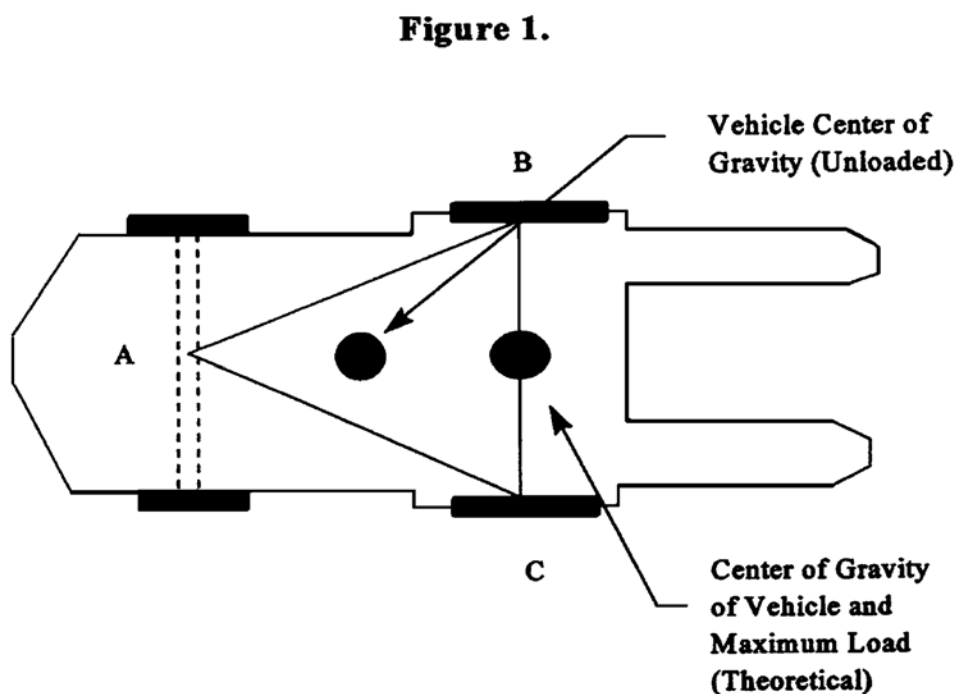 Figure 1.
Vehicle Center of
Gravity (Unloaded)
B
A
C
Center of Gravity
of Vehicle and
Maximum Load
(Theoretical)